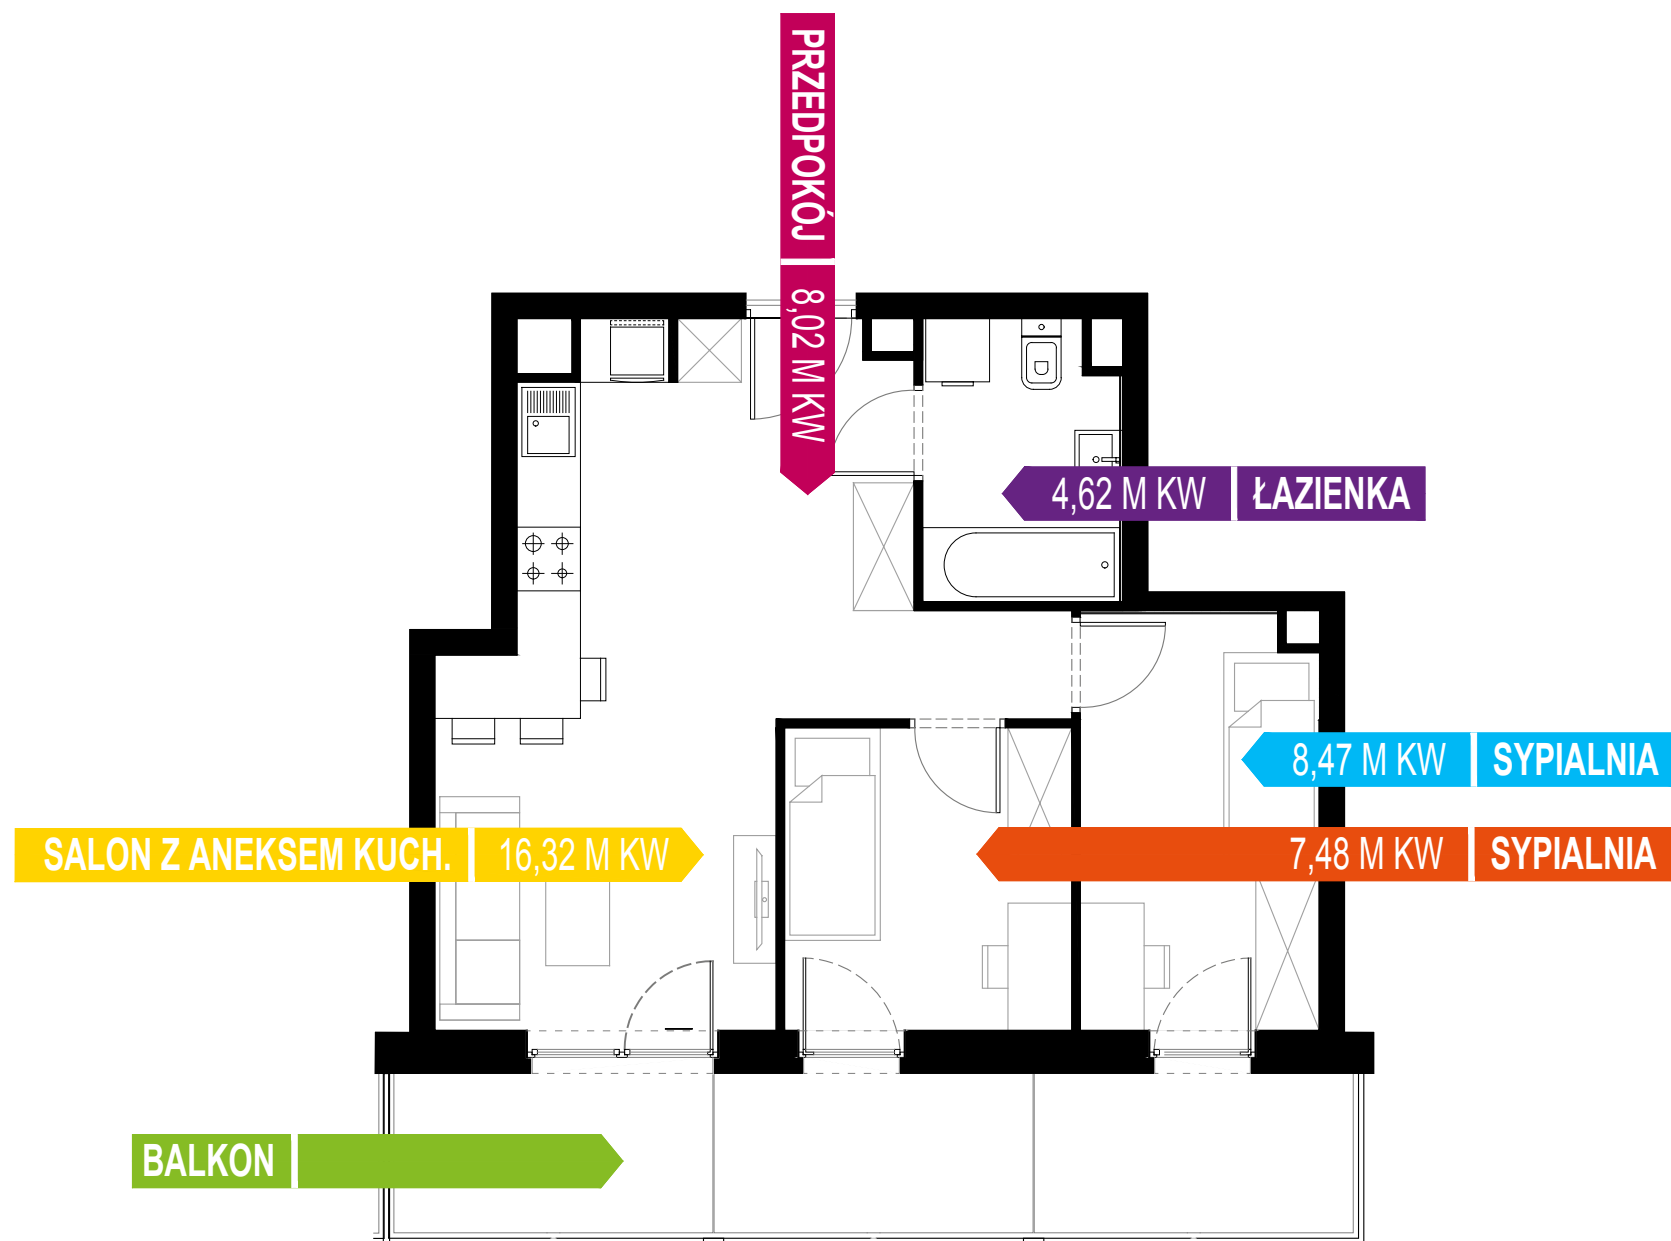 PRZEDPOKÓJ 8,02 M KW
4,62 M KW ŁAZIENKA
8,47 M KW SYPIALNIA
SALON Z ANEKSEM KUCH. 16,32 M KW
7,48 M KW SYPIALNIA
BALKON